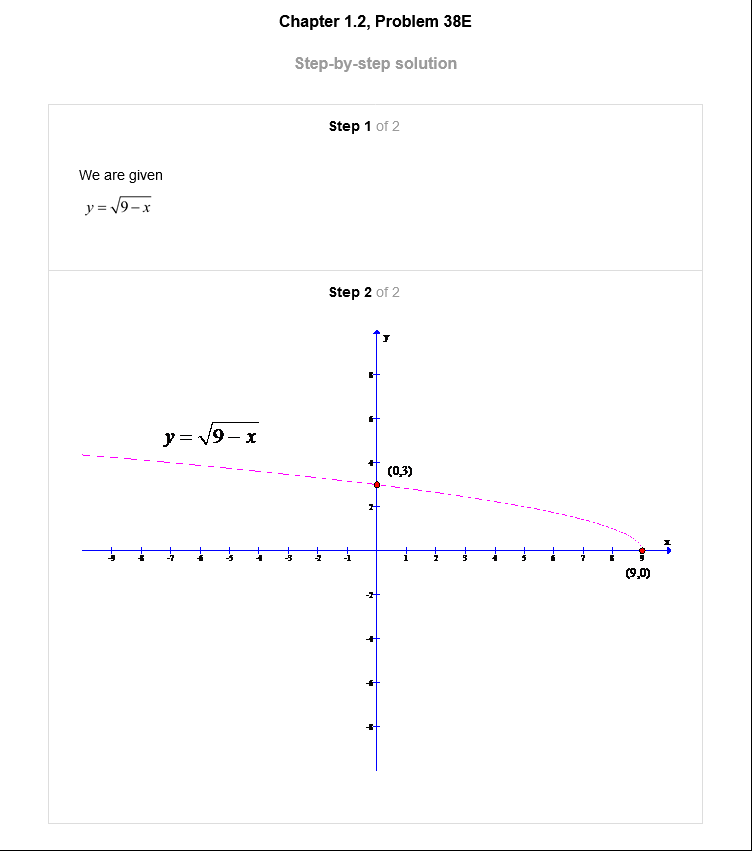 Chapter 1.2, Problem 38E
Step-by-step solution
Step 1 of 2
We are given
y = √9 − x
Step 2 of 2
y
8
6
y = √9 − x
4
(0,3)
2
x
-9 -8 -7 -6 -5 -4 -3 -2 -1 1 2 3 4 5 6 7 8 9
(9,0)
-2
-4
-6
-8